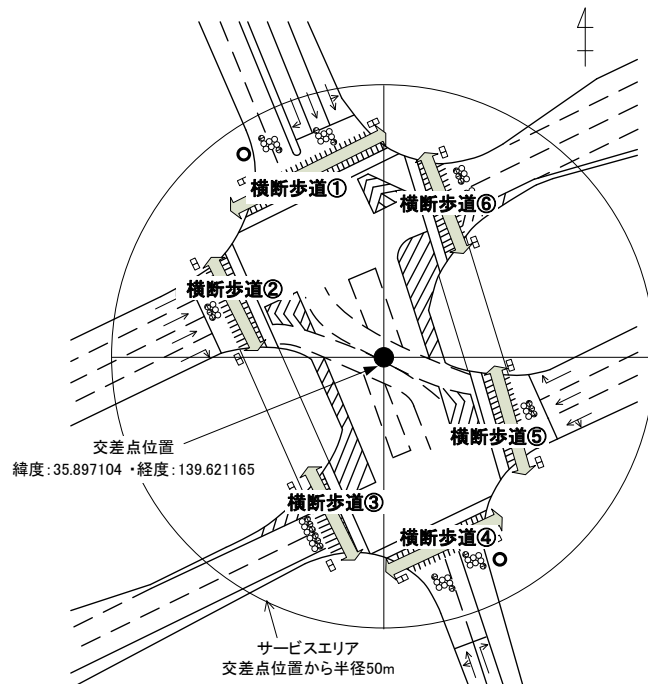 横断歩道①
横断歩道⑥
横断歩道②
交差点位置
緯度:35.897104 ・経度:139.621165
横断歩道⑤
横断歩道③
横断歩道④
サービスエリア
交差点位置から半径50m